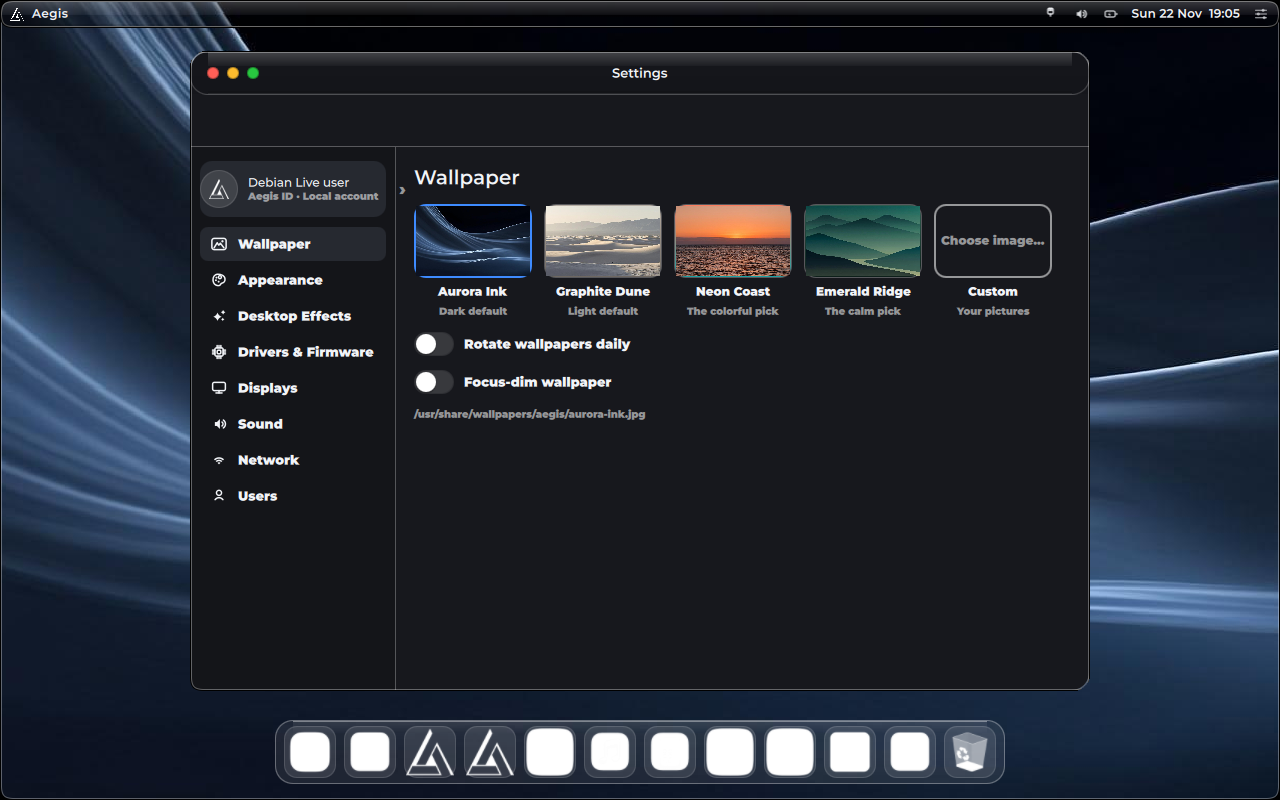 Aegis
Sun 22 Nov 19:05
Settings
Debian Live user
Aegis ID • Local account
Wallpaper
Appearance
Desktop Effects
Drivers & Firmware
Displays
Sound
Network
Users
Wallpaper
Choose image...
Aurora Ink
Graphite Dune
Neon Coast
Emerald Ridge
Custom
Dark default
Light default
The colorful pick
The calm pick
Your pictures
Rotate wallpapers daily
Focus-dim wallpaper
/usr/share/wallpapers/aegis/aurora-ink.jpg